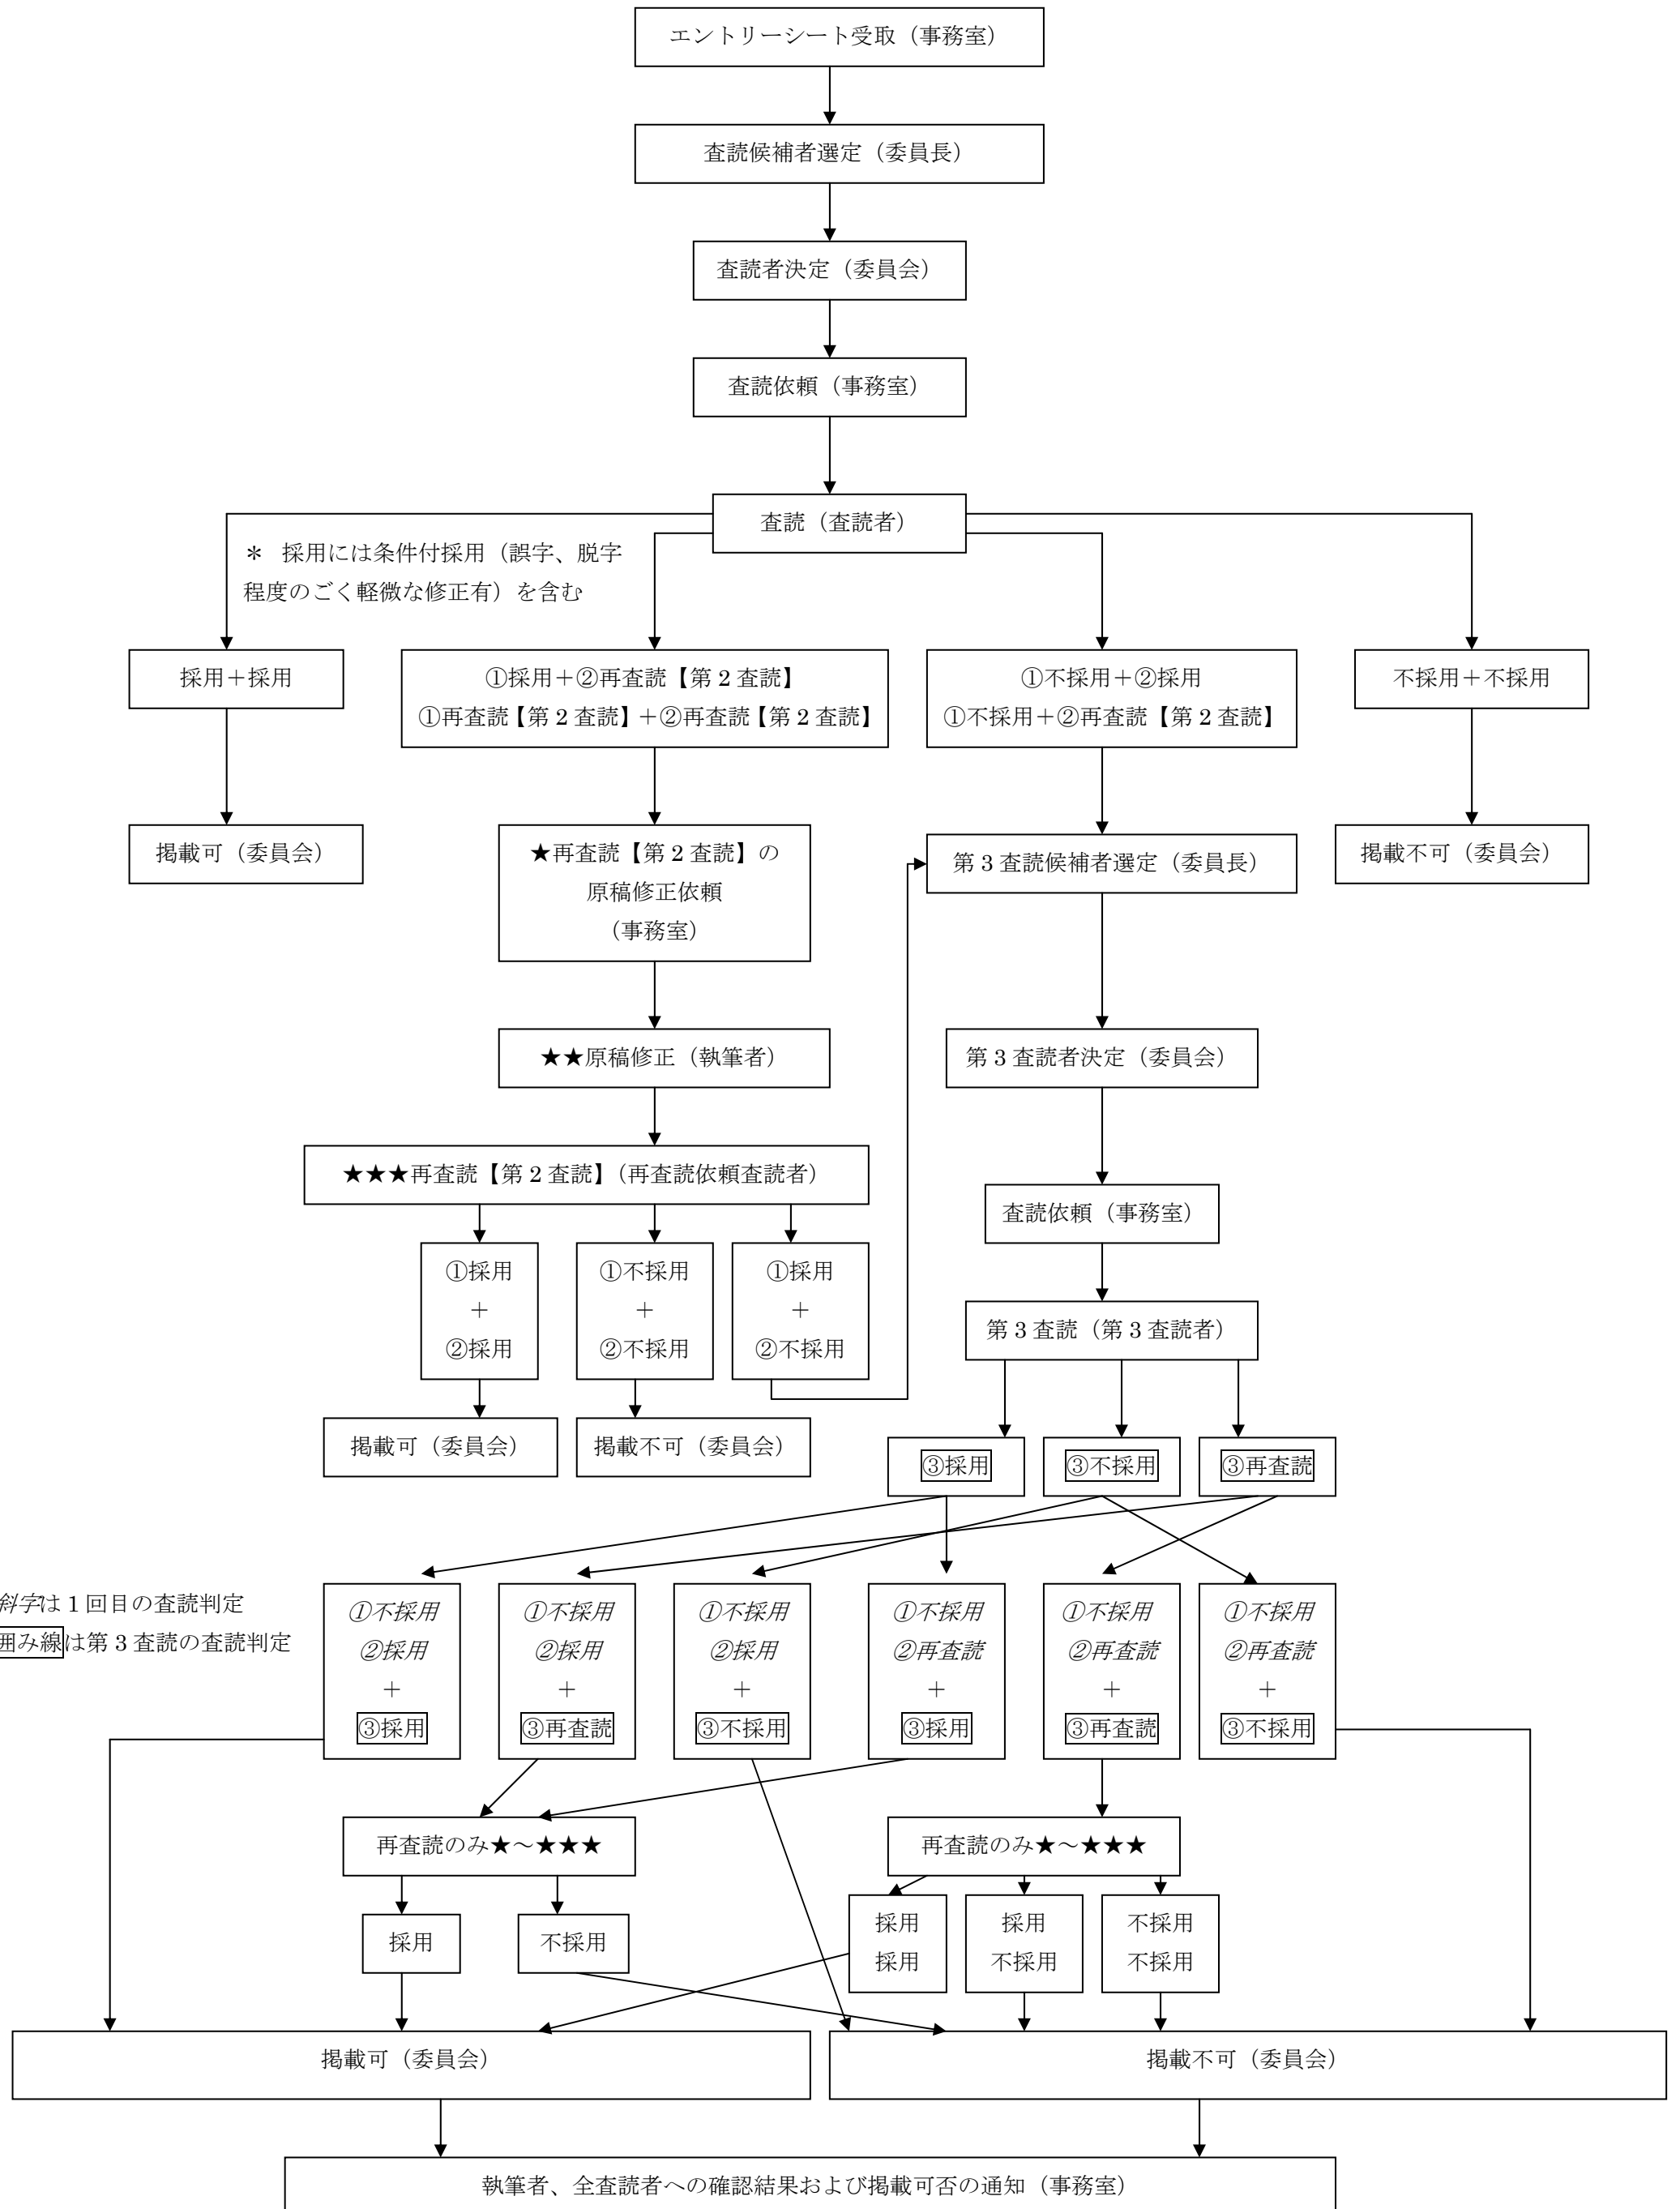 エントリーシート受取（事務室）
査読候補者選定（委員長）
査読者決定（委員会）
査読依頼（事務室）
査読（査読者）
＊ 採用には条件付採用（誤字、脱字
程度のごく軽微な修正有）を含む
採用＋採用
①採用＋②再査読【第２査読】
①再査読【第２査読】＋②再査読【第２査読】
①不採用＋②採用
①不採用＋②再査読【第２査読】
不採用＋不採用
掲載可（委員会）
★再査読【第２査読】の
原稿修正依頼
（事務室）
第３査読候補者選定（委員長）
掲載不可（委員会）
★★原稿修正（執筆者）
第３査読者決定（委員会）
★★★再査読【第２査読】（再査読依頼査読者）
査読依頼（事務室）
①採用
＋
②採用
①不採用
＋
②不採用
①採用
＋
②不採用
第３査読（第３査読者）
掲載可（委員会）
掲載不可（委員会）
③採用
③不採用
③再査読
斜字は１回目の査読判定
囲み線は第３査読の査読判定
①不採用
②採用
＋
③採用
①不採用
②採用
＋
③再査読
①不採用
②採用
＋
③不採用
①不採用
②再査読
＋
③採用
①不採用
②再査読
＋
③再査読
①不採用
②再査読
＋
③不採用
再査読のみ★～★★★
再査読のみ★～★★★
採用
不採用
採用
採用
採用
不採用
不採用
不採用
掲載可（委員会）
掲載不可（委員会）
執筆者、全査読者への確認結果および掲載可否の通知（事務室）